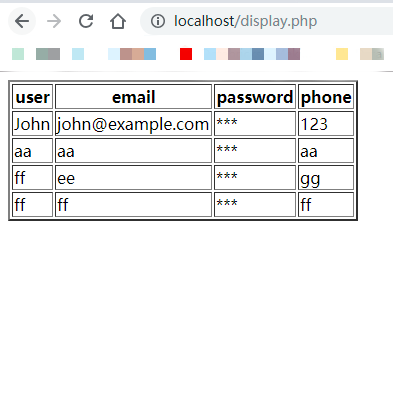 localhost/display.php
user email password phone
John john@example.com *** 123
aa aa *** aa
ff ee *** gg
ff ff *** ff